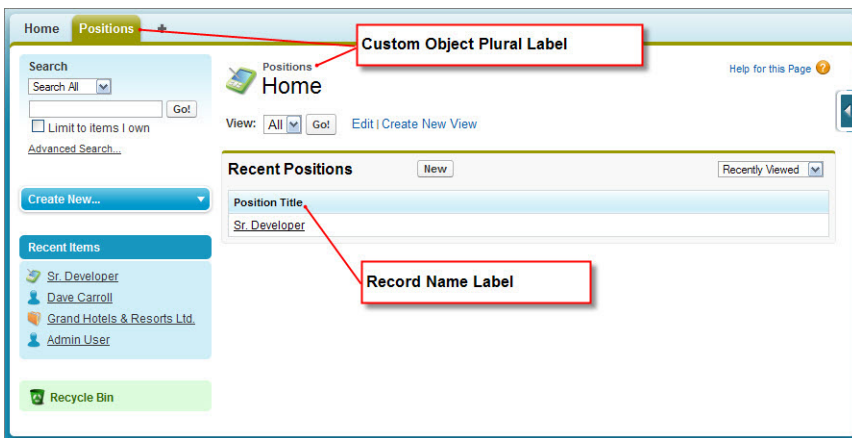 Home Positions +
Custom Object Plural Label
Search
Search All
Go!
Limit to items I own
Advanced Search...
Positions
Home
Help for this Page ?
View: All Go! Edit | Create New View
Recent Positions New Recently Viewed
Position Title
Sr. Developer
Record Name Label
Create New...
Recent Items
Sr. Developer
Dave Carroll
Grand Hotels & Resorts Ltd.
Admin User
Recycle Bin